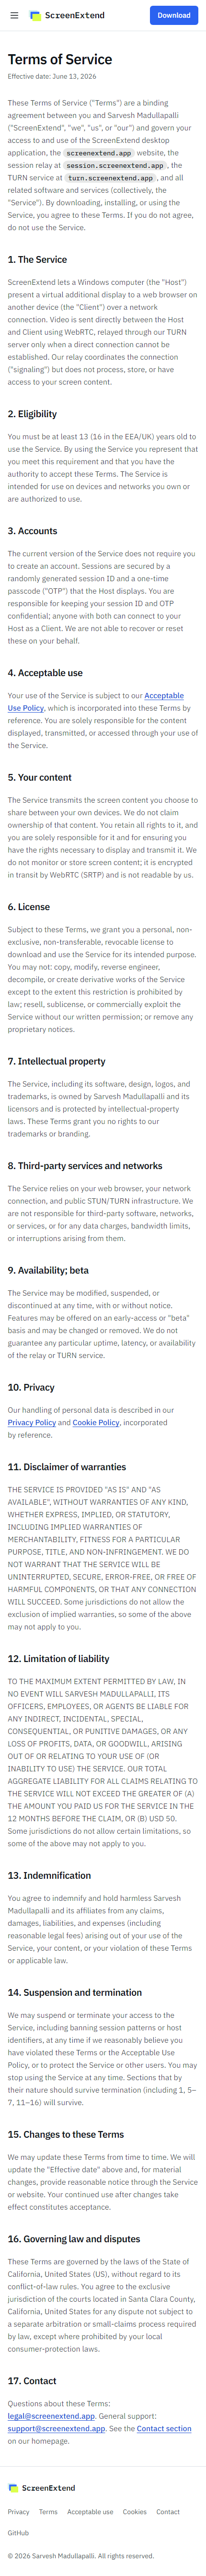 ScreenExtend
Download
Terms of Service
Effective date: June 13, 2026
These Terms of Service ("Terms") are a binding
agreement between you and Sarvesh Madullapalli
("ScreenExtend", "we", "us", or "our") and govern your
access to and use of the ScreenExtend desktop
application, the screenextend.app website, the
session relay at session.screenextend.app, the
TURN service at turn.screenextend.app, and all
related software and services (collectively, the
"Service"). By downloading, installing, or using the
Service, you agree to these Terms. If you do not agree,
do not use the Service.
1. The Service
ScreenExtend lets a Windows computer (the "Host")
present a virtual additional display to a web browser on
another device (the "Client") over a network
connection. Video is sent directly between the Host
and Client using WebRTC, relayed through our TURN
server only when a direct connection cannot be
established. Our relay coordinates the connection
("signaling") but does not process, store, or have
access to your screen content.
2. Eligibility
You must be at least 13 (16 in the EEA/UK) years old to
use the Service. By using the Service you represent that
you meet this requirement and that you have the
authority to accept these Terms. The Service is
intended for use on devices and networks you own or
are authorized to use.
3. Accounts
The current version of the Service does not require you
to create an account. Sessions are secured by a
randomly generated session ID and a one-time
passcode ("OTP") that the Host displays. You are
responsible for keeping your session ID and OTP
confidential; anyone with both can connect to your
Host as a Client. We are not able to recover or reset
these on your behalf.
4. Acceptable use
Your use of the Service is subject to our Acceptable
Use Policy, which is incorporated into these Terms by
reference. You are solely responsible for the content
displayed, transmitted, or accessed through your use of
the Service.
5. Your content
The Service transmits the screen content you choose to
share between your own devices. We do not claim
ownership of that content. You retain all rights to it, and
you are solely responsible for it and for ensuring you
have the rights necessary to display and transmit it. We
do not monitor or store screen content; it is encrypted
in transit by WebRTC (SRTP) and is not readable by us.
6. License
Subject to these Terms, we grant you a personal, non-
exclusive, non-transferable, revocable license to
download and use the Service for its intended purpose.
You may not: copy, modify, reverse engineer,
decompile, or create derivative works of the Service
except to the extent this restriction is prohibited by
law; resell, sublicense, or commercially exploit the
Service without our written permission; or remove any
proprietary notices.
7. Intellectual property
The Service, including its software, design, logos, and
trademarks, is owned by Sarvesh Madullapalli and its
licensors and is protected by intellectual-property
laws. These Terms grant you no rights to our
trademarks or branding.
8. Third-party services and networks
The Service relies on your web browser, your network
connection, and public STUN/TURN infrastructure. We
are not responsible for third-party software, networks,
or services, or for any data charges, bandwidth limits,
or interruptions arising from them.
9. Availability; beta
The Service may be modified, suspended, or
discontinued at any time, with or without notice.
Features may be offered on an early-access or "beta"
basis and may be changed or removed. We do not
guarantee any particular uptime, latency, or availability
of the relay or TURN service.
10. Privacy
Our handling of personal data is described in our
Privacy Policy and Cookie Policy, incorporated
by reference.
11. Disclaimer of warranties
THE SERVICE IS PROVIDED "AS IS" AND "AS
AVAILABLE", WITHOUT WARRANTIES OF ANY KIND,
WHETHER EXPRESS, IMPLIED, OR STATUTORY,
INCLUDING IMPLIED WARRANTIES OF
MERCHANTABILITY, FITNESS FOR A PARTICULAR
PURPOSE, TITLE, AND NON-INFRINGEMENT. WE DO
NOT WARRANT THAT THE SERVICE WILL BE
UNINTERRUPTED, SECURE, ERROR-FREE, OR FREE OF
HARMFUL COMPONENTS, OR THAT ANY CONNECTION
WILL SUCCEED. Some jurisdictions do not allow the
exclusion of implied warranties, so some of the above
may not apply to you.
12. Limitation of liability
TO THE MAXIMUM EXTENT PERMITTED BY LAW, IN
NO EVENT WILL SARVESH MADULLAPALLI, ITS
OFFICERS, EMPLOYEES, OR AGENTS BE LIABLE FOR
ANY INDIRECT, INCIDENTAL, SPECIAL,
CONSEQUENTIAL, OR PUNITIVE DAMAGES, OR ANY
LOSS OF PROFITS, DATA, OR GOODWILL, ARISING
OUT OF OR RELATING TO YOUR USE OF (OR
INABILITY TO USE) THE SERVICE. OUR TOTAL
AGGREGATE LIABILITY FOR ALL CLAIMS RELATING TO
THE SERVICE WILL NOT EXCEED THE GREATER OF (A)
THE AMOUNT YOU PAID US FOR THE SERVICE IN THE
12 MONTHS BEFORE THE CLAIM, OR (B) USD 50.
Some jurisdictions do not allow certain limitations, so
some of the above may not apply to you.
13. Indemnification
You agree to indemnify and hold harmless Sarvesh
Madullapalli and its affiliates from any claims,
damages, liabilities, and expenses (including
reasonable legal fees) arising out of your use of the
Service, your content, or your violation of these Terms
or applicable law.
14. Suspension and termination
We may suspend or terminate your access to the
Service, including banning session patterns or host
identifiers, at any time if we reasonably believe you
have violated these Terms or the Acceptable Use
Policy, or to protect the Service or other users. You may
stop using the Service at any time. Sections that by
their nature should survive termination (including 1, 5–
7, 11–16) will survive.
15. Changes to these Terms
We may update these Terms from time to time. We will
update the "Effective date" above and, for material
changes, provide reasonable notice through the Service
or website. Your continued use after changes take
effect constitutes acceptance.
16. Governing law and disputes
These Terms are governed by the laws of the State of
California, United States (US), without regard to its
conflict-of-law rules. You agree to the exclusive
jurisdiction of the courts located in Santa Clara County,
California, United States for any dispute not subject to
a separate arbitration or small-claims process required
by law, except where prohibited by your local
consumer-protection laws.
17. Contact
Questions about these Terms:
legal@screenextend.app. General support:
support@screenextend.app. See the Contact section
on our homepage.
ScreenExtend
Privacy Terms Acceptable use Cookies Contact
GitHub
© 2026 Sarvesh Madullapalli. All rights reserved.